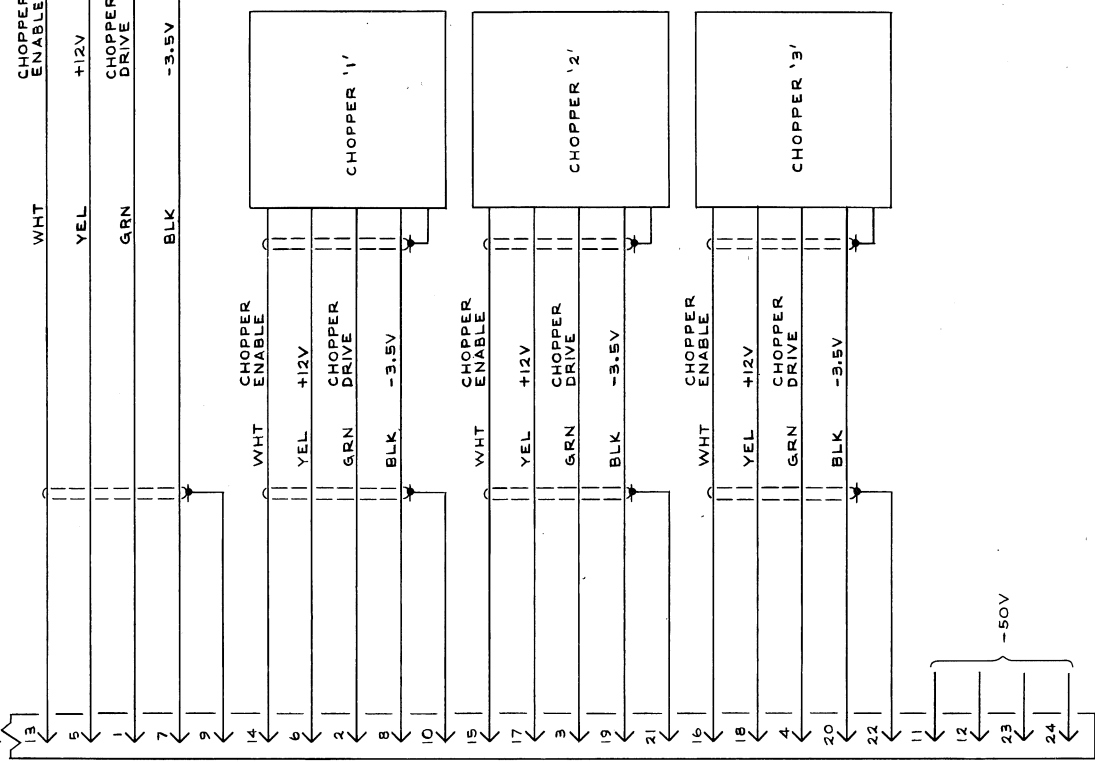 CHOPPER
ENABLE
+12V
CHOPPER
DRIVE
-3.5V
WHT
YEL
GRN
BLK
CHOPPER '1'
CHOPPER '2'
CHOPPER '3'
CHOPPER
ENABLE
+12V
CHOPPER
DRIVE
-3.5V
WHT
YEL
GRN
BLK
CHOPPER
ENABLE
+12V
CHOPPER
DRIVE
-3.5V
WHT
YEL
GRN
BLK
CHOPPER
ENABLE
+12V
CHOPPER
DRIVE
-3.5V
WHT
YEL
GRN
BLK
-50V
13
5
1
7
9
14
6
2
8
10
15
17
3
19
21
16
18
4
20
22
11
12
23
24